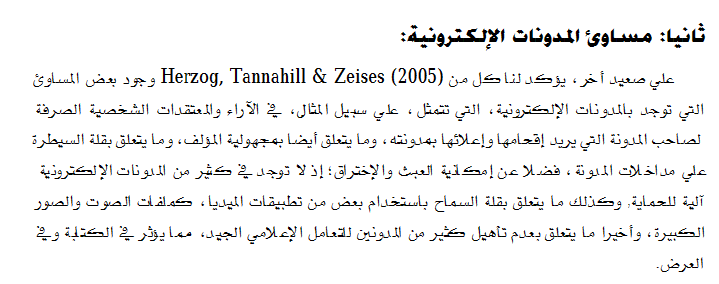 ثانيا: مساوئ المدونات الإلكترونية:
علي صعيد أخر، يؤكد لنا كل من Herzog, Tannahill & Zeises (2005) وجود بعض المساوئ
التي توجد بالمدونات الإلكترونية، التي تتمثل، علي سبيل المثال، في الآراء والمعتقدات الشخصية الصرفة
لصاحب المدونة التي يريد إقحامها وإعلائها بمدونته، وما يتعلق أيضا بمجهولية المؤلف، وما يتعلق بقلة السيطرة
علي مداخلات المدونة، فضلا عن إمكانية العبث والإختراق؛ إذ لا توجد في كثير من المدونات الإلكترونية
آلية للحماية, وكذلك ما يتعلق بقلة السماح باستخدام بعض من تطبيقات الميديا، كملفات الصوت والصور
الكبيرة، وأخيرا ما يتعلق بعدم تأهيل كثير من المدونين للتعامل الإعلامي الجيد، مما يؤثر في الكتابة وفي
العرض.